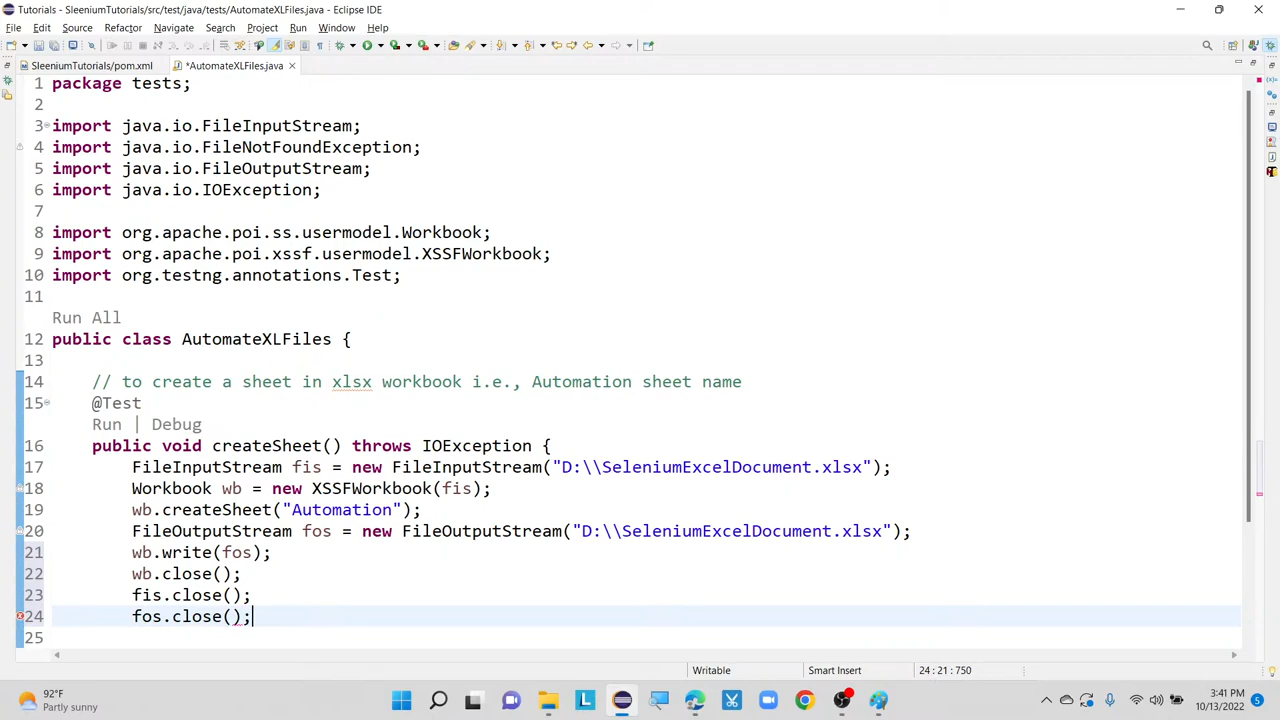 Tutorials - SleeniumTutorials/src/test/java/tests/AutomateXLFiles.java - Eclipse IDE
File Edit Source Refactor Navigate Search Project Run Window Help
SleeniumTutorials/pom.xml *AutomateXLFiles.java
1 package tests;
2
3 import java.io.FileInputStream;
4 import java.io.FileNotFoundException;
5 import java.io.FileOutputStream;
6 import java.io.IOException;
7
8 import org.apache.poi.ss.usermodel.Workbook;
9 import org.apache.poi.xssf.usermodel.XSSFWorkbook;
10 import org.testng.annotations.Test;
11
Run All
12 public class AutomateXLFiles {
13
14 // to create a sheet in xlsx workbook i.e., Automation sheet name
15 @Test
Run | Debug
16 public void createSheet() throws IOException {
17 FileInputStream fis = new FileInputStream("D:\\SeleniumExcelDocument.xlsx");
18 Workbook wb = new XSSFWorkbook(fis);
19 wb.createSheet("Automation");
20 FileOutputStream fos = new FileOutputStream("D:\\SeleniumExcelDocument.xlsx");
21 wb.write(fos);
22 wb.close();
23 fis.close();
24 fos.close();
25
Writable Smart Insert 24 : 21 : 750
92°F
Partly sunny
3:41 PM
10/13/2022
5